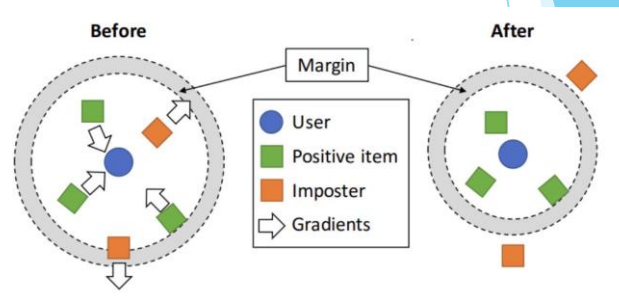 Before
After
Margin
User
Positive item
Imposter
Gradients